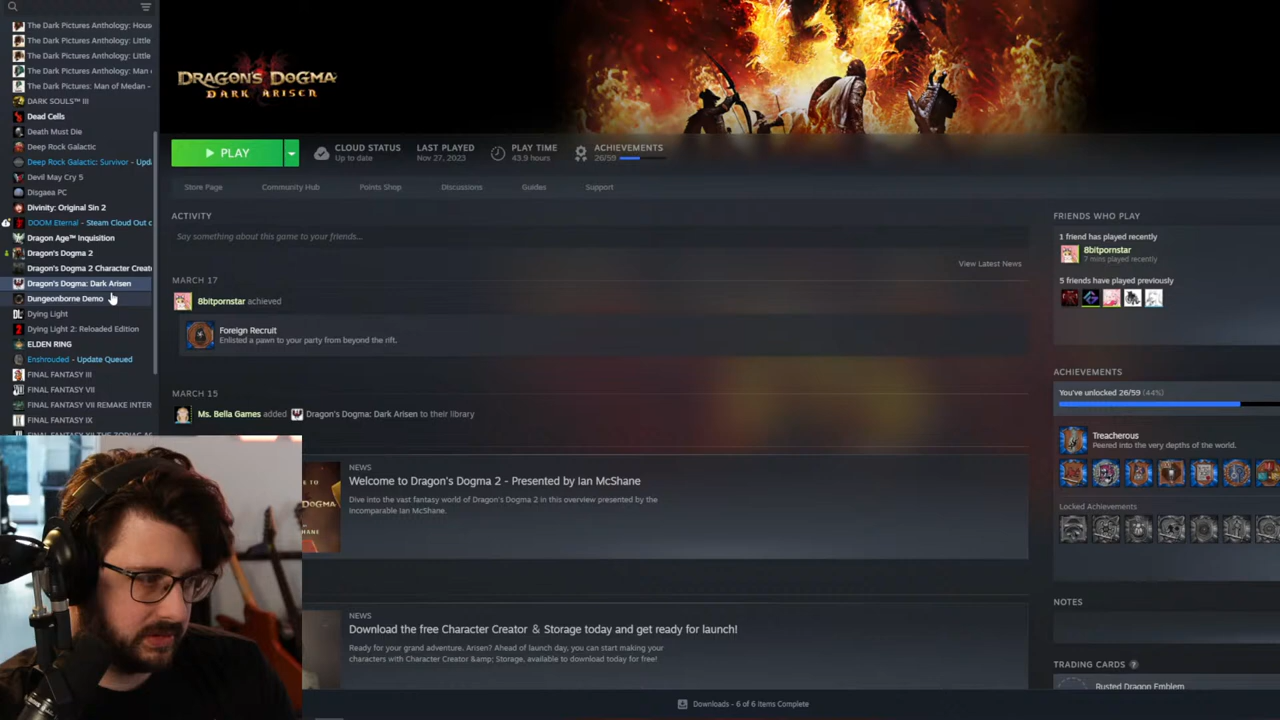 The Dark Pictures Anthology: Hous
The Dark Pictures Anthology: Little
The Dark Pictures Anthology: Little
The Dark Pictures Anthology: Man
The Dark Pictures: Man of Medan -
DARK SOULS™ III
Dead Cells
Death Must Die
Deep Rock Galactic
Deep Rock Galactic: Survivor - Upda
Devil May Cry 5
Disgaea PC
Divinity: Original Sin 2
DOOM Eternal - Steam Cloud Out o
Dragon Age™ Inquisition
Dragon's Dogma 2
Dragon's Dogma 2 Character Creato
Dragon's Dogma: Dark Arisen
Dungeonborne Demo
Dying Light
Dying Light 2: Reloaded Edition
ELDEN RING
Enshrouded - Update Queued
FINAL FANTASY III
FINAL FANTASY VII
FINAL FANTASY VII REMAKE INTER
FINAL FANTASY IX
FINAL FANTASY XII THE ZODIAC AG
DRAGON'S DOGMA
DARK ARISEN
PLAY
CLOUD STATUS
Up to date
LAST PLAYED
Nov 27, 2023
PLAY TIME
43.9 hours
ACHIEVEMENTS
26/59
Store Page
Community Hub
Points Shop
Discussions
Guides
Support
ACTIVITY
Say something about this game to your friends...
View Latest News
MARCH 17
8bitpornstar achieved
Foreign Recruit
Enlisted a pawn to your party from beyond the rift.
MARCH 15
Ms. Bella Games added Dragon's Dogma: Dark Arisen to their library
NEWS
Welcome to Dragon's Dogma 2 - Presented by Ian McShane
Dive into the vast fantasy world of Dragon's Dogma 2 in this overview presented by the
incomparable Ian McShane.
NEWS
Download the free Character Creator & Storage today and get ready for launch!
Ready for your grand adventure, Arisen? Ahead of launch day, you can start making your
characters with Character Creator &amp; Storage, available to download today for free!
FRIENDS WHO PLAY
1 friend has played recently
8bitpornstar
7 mins played recently
5 friends have played previously
ACHIEVEMENTS
You've unlocked 26/59 (44%)
Treacherous
Peered into the very depths of the world.
Locked Achievements
NOTES
TRADING CARDS ?
Rusted Dragon Emblem
Downloads - 6 of 6 Items Complete